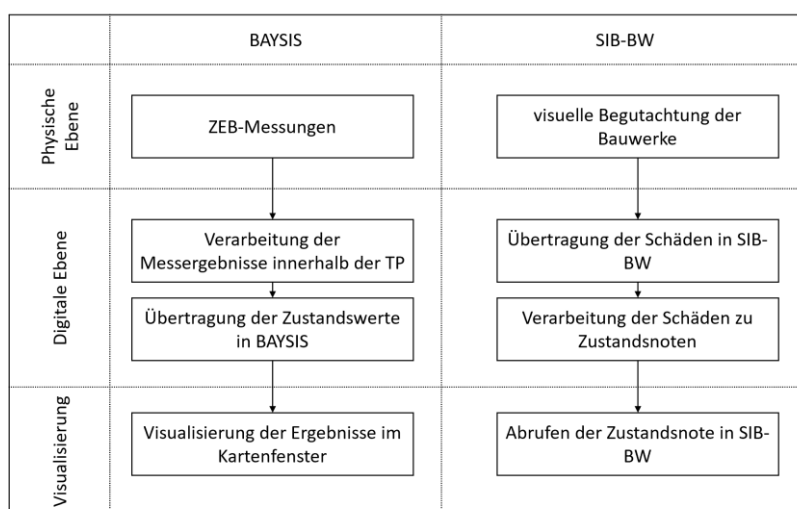 BAYSIS
SIB-BW
Physische
Ebene
ZEB-Messungen
visuelle Begutachtung der
Bauwerke
Digitale Ebene
Verarbeitung der
Messergebnisse innerhalb der TP
Übertragung der Schäden in SIB-
BW
Übertragung der Zustandswerte
in BAYSIS
Verarbeitung der Schäden zu
Zustandsnoten
Visualisierung
Visualisierung der Ergebnisse im
Kartenfenster
Abrufen der Zustandsnote in SIB-
BW